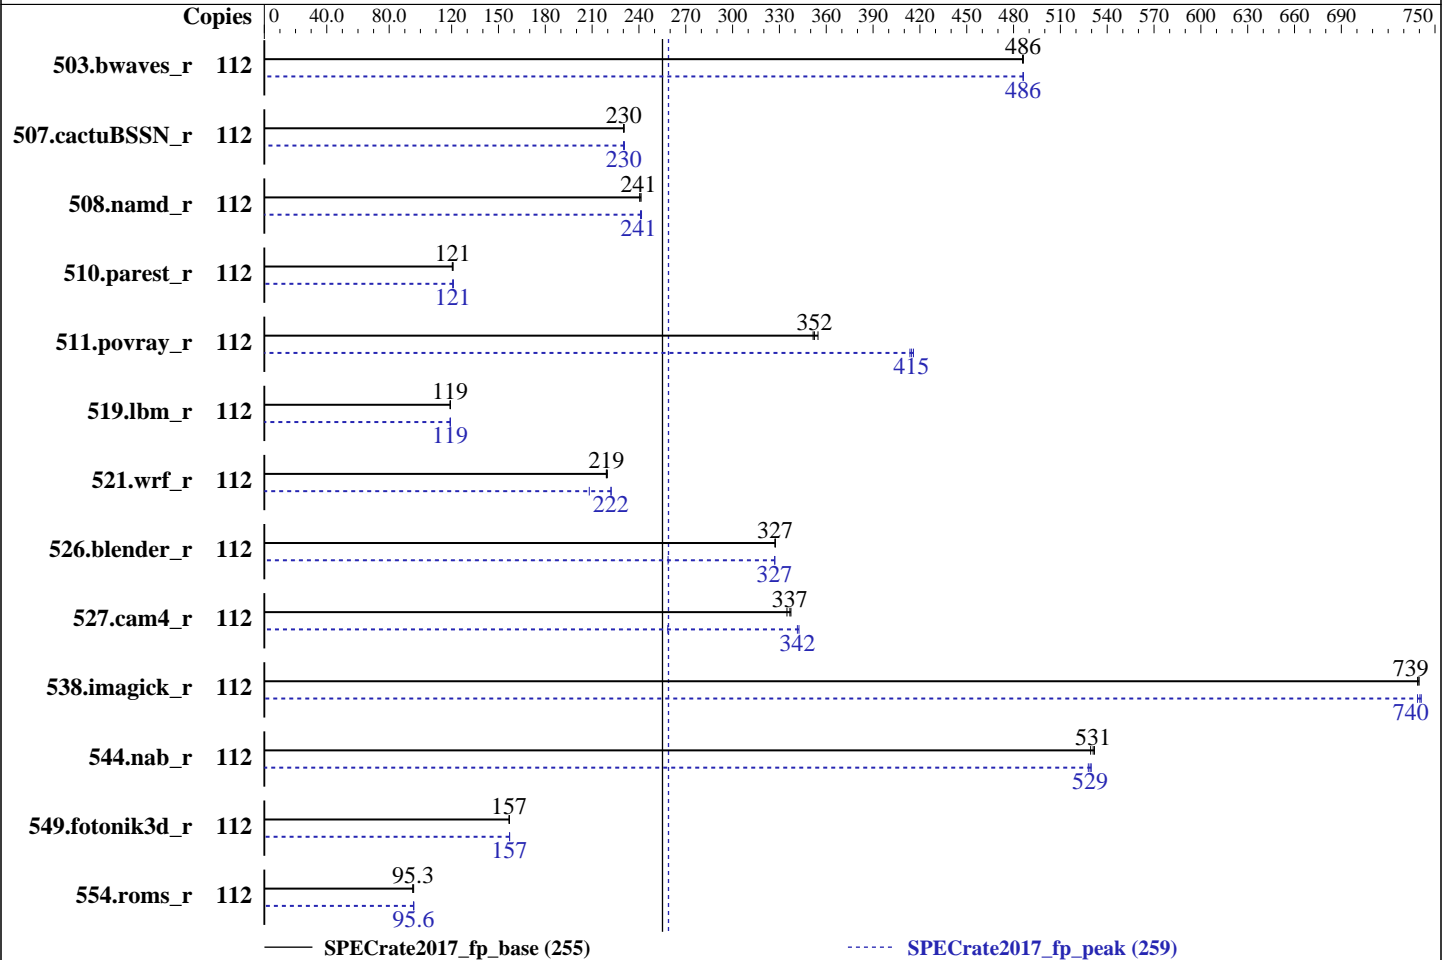 Copies 0 40.0 80.0 120 150 180 210 240 270 300 330 360 390 420 450 480 510 540 570 600 630 660 690 750
503.bwaves_r 112 486
486
507.cactuBSSN_r 112 230
230
508.namd_r 112 241
241
510.parest_r 112 121
121
511.povray_r 112 352
415
519.lbm_r 112 119
119
521.wrf_r 112 219
222
526.blender_r 112 327
327
527.cam4_r 112 337
342
538.imagick_r 112 739
740
544.nab_r 112 531
529
549.fotonik3d_r 112 157
157
554.roms_r 112 95.3
95.6
SPECrate2017_fp_base (255) SPECrate2017_fp_peak (259)